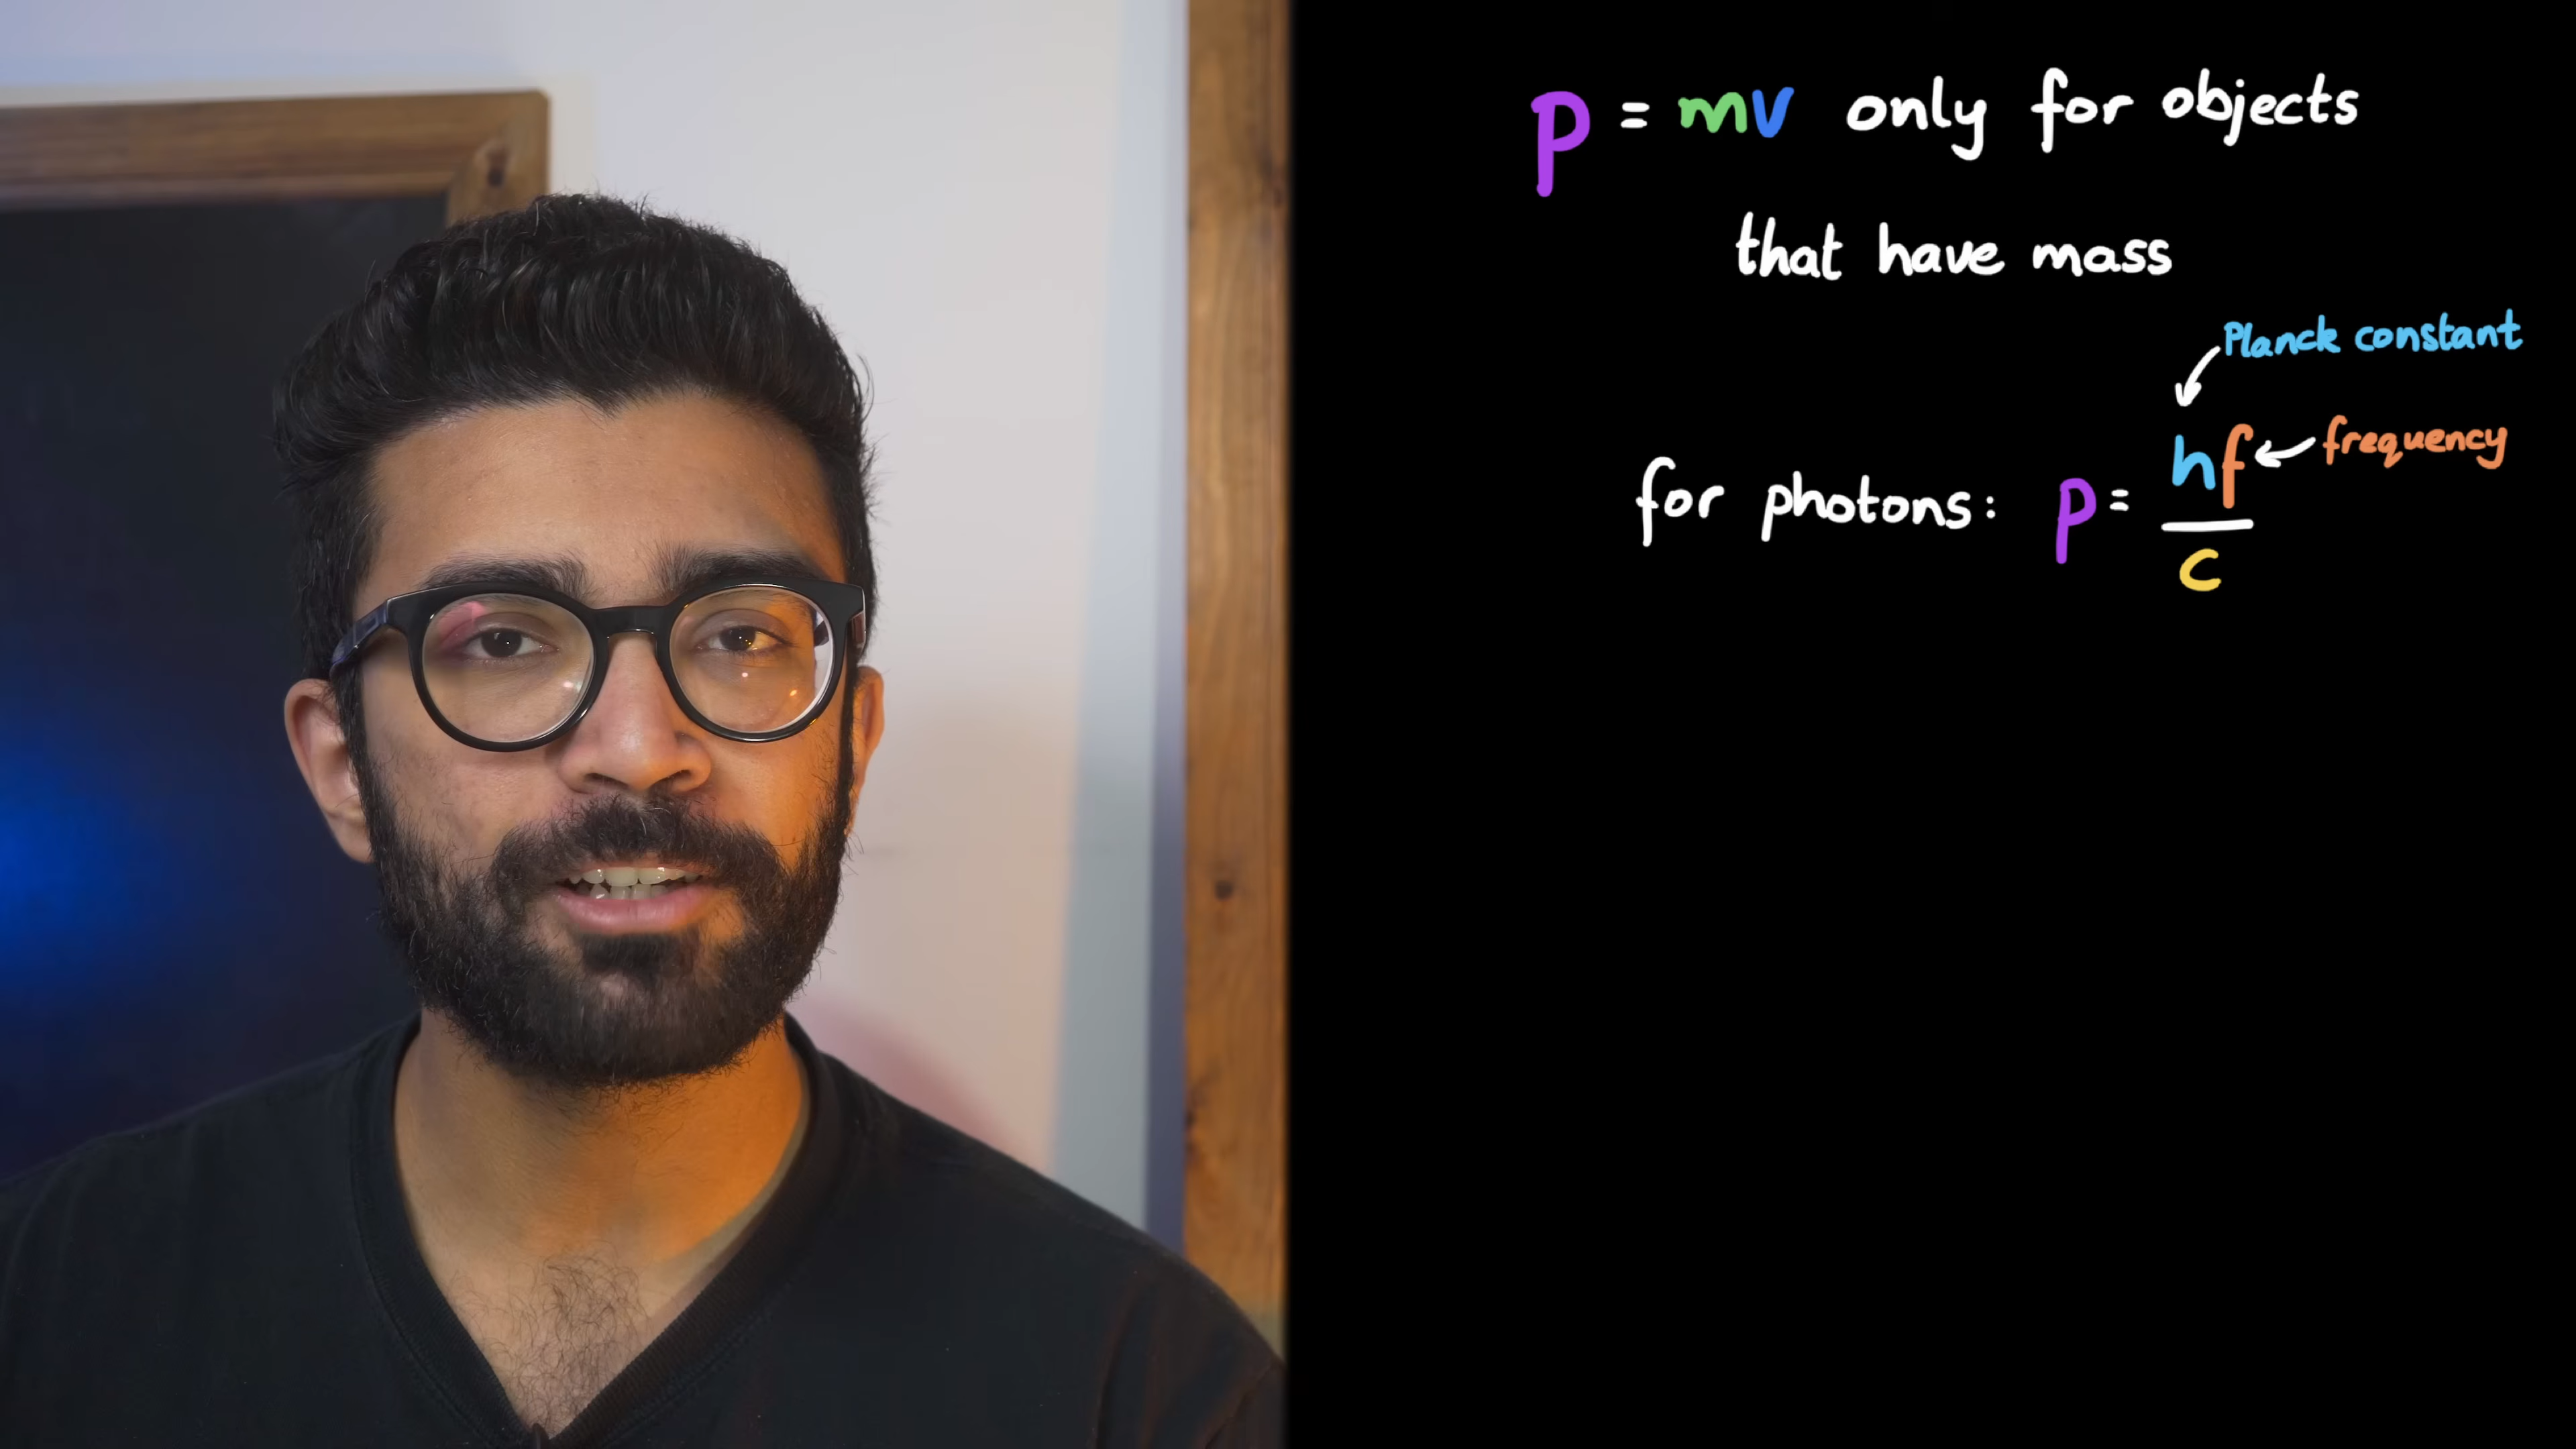 p = mv only for objects
that have mass
Planck constant
for photons: p = hf/c
frequency